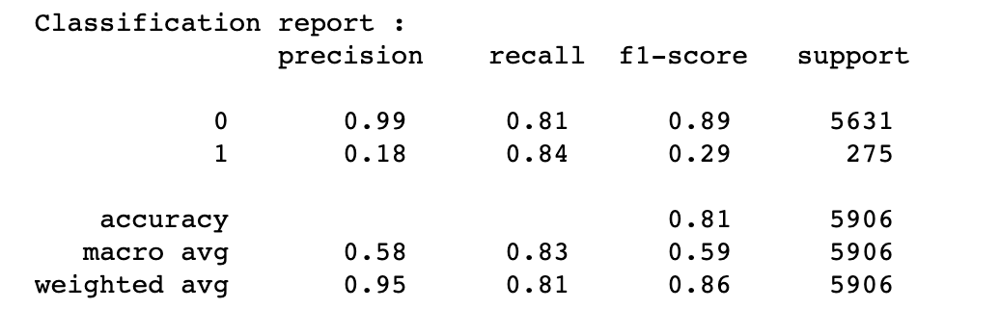 Classification report :
precision recall f1-score support
0 0.99 0.81 0.89 5631
1 0.18 0.84 0.29 275
accuracy 0.81 5906
macro avg 0.58 0.83 0.59 5906
weighted avg 0.95 0.81 0.86 5906